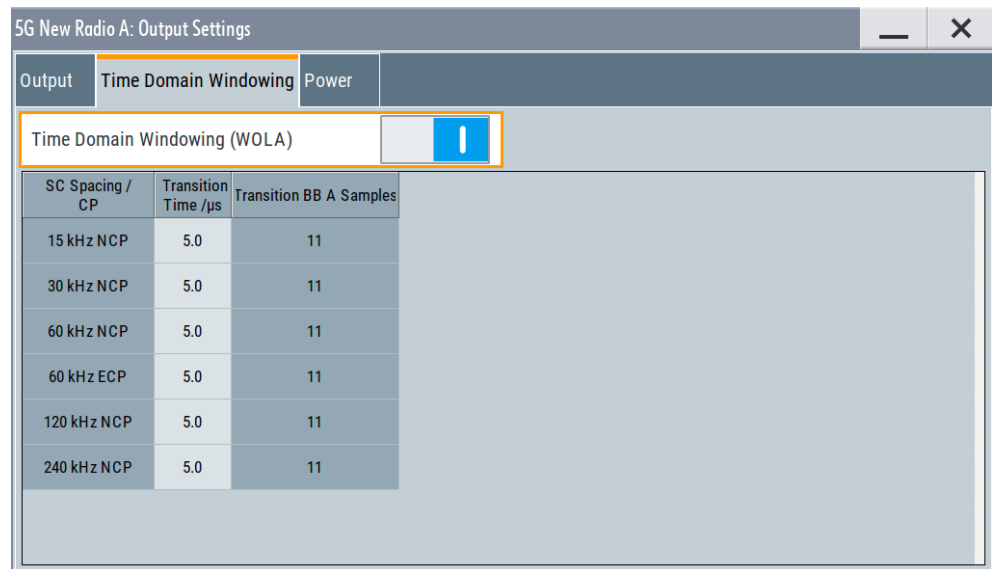 5G New Radio A: Output Settings
Output Time Domain Windowing Power
Time Domain Windowing (WOLA)
SC Spacing / CP Transition Time /µs Transition BB A Samples
15 kHz NCP 5.0 11
30 kHz NCP 5.0 11
60 kHz NCP 5.0 11
60 kHz ECP 5.0 11
120 kHz NCP 5.0 11
240 kHz NCP 5.0 11